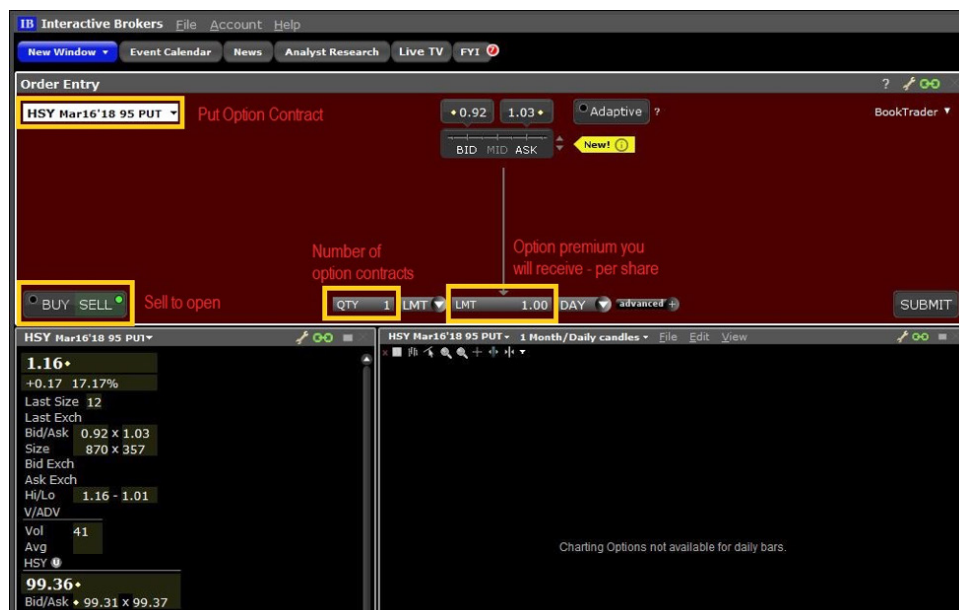 IB Interactive Brokers File Account Help
New Window Event Calendar News Analyst Research Live TV FYI
Order Entry ?
HSY Mar16'18 95 PUT Put Option Contract 0.92 1.03 Adaptive ? BookTrader
BID MID ASK New!
Number of
option contracts
Option premium you
will receive - per share
BUY SELL Sell to open QTY 1 LMT LMT 1.00 DAY advanced + SUBMIT
HSY Mar16'18 95 PUT
1.16
+0.17 17.17%
Last Size 12
Last Exch
Bid/Ask 0.92 x 1.03
Size 870 x 357
Bid Exch
Ask Exch
Hi/Lo 1.16 - 1.01
V/ADV
Vol 41
Avg
HSY
99.36
Bid/Ask 99.31 x 99.37
HSY Mar16'18 95 PUT 1 Month/Daily candles File Edit View
Charting Options not available for daily bars.